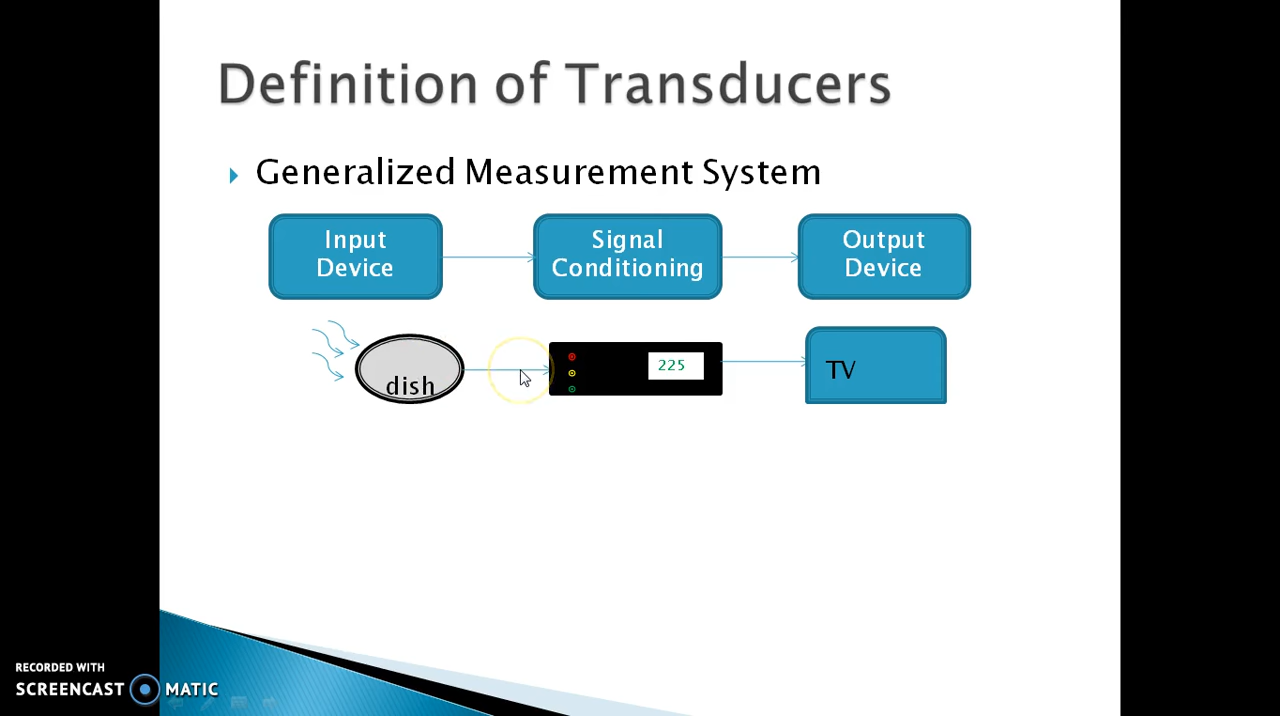 Definition of Transducers
Generalized Measurement System
Input
Device
Signal
Conditioning
Output
Device
dish
225
TV
RECORDED WITH
SCREENCAST MATIC